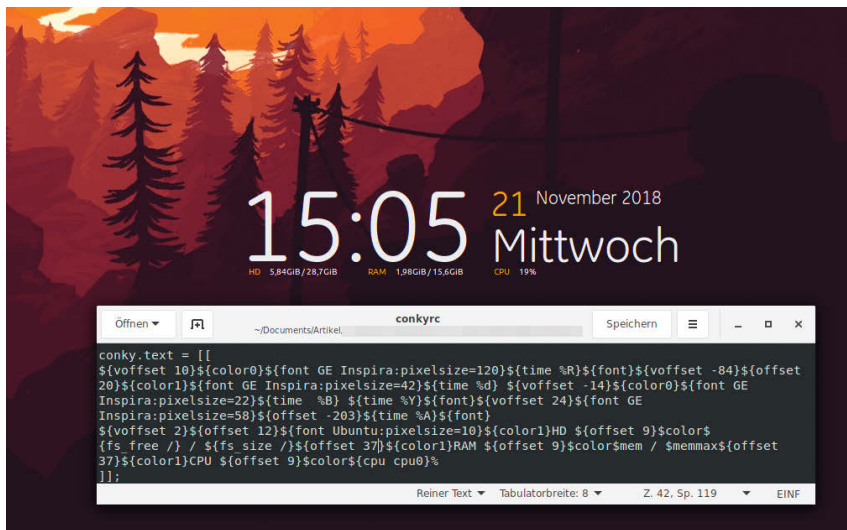 15:05
21 November 2018
Mittwoch
HD 5,84GiB/28,7GiB RAM 1,98GiB/15,6GiB CPU 19%
Öffnen conkyrc Speichern
~/Documents/Artikel
conky.text = [[
${voffset 10}${color0}${font GE Inspira:pixelsize=120}${time %R}${font}${voffset -84}${offset
20}${color1}${font GE Inspira:pixelsize=42}${time %d} ${voffset -14}${color0}${font GE
Inspira:pixelsize=22}${time  %B} ${time %Y}${font}${voffset 24}${font GE
Inspira:pixelsize=58}${offset -203}${time %A}${font}
${voffset 2}${offset 12}${font Ubuntu:pixelsize=10}${color1}HD ${offset 9}$color$
{fs_free /} / ${fs_size /}${offset 37}${color1}RAM ${offset 9}$color$mem / $memmax${offset
37}${color1}CPU ${offset 9}$color${cpu cpu0}%
]];
Reiner Text Tabulatorbreite: 8 Z. 42, Sp. 119 EINF